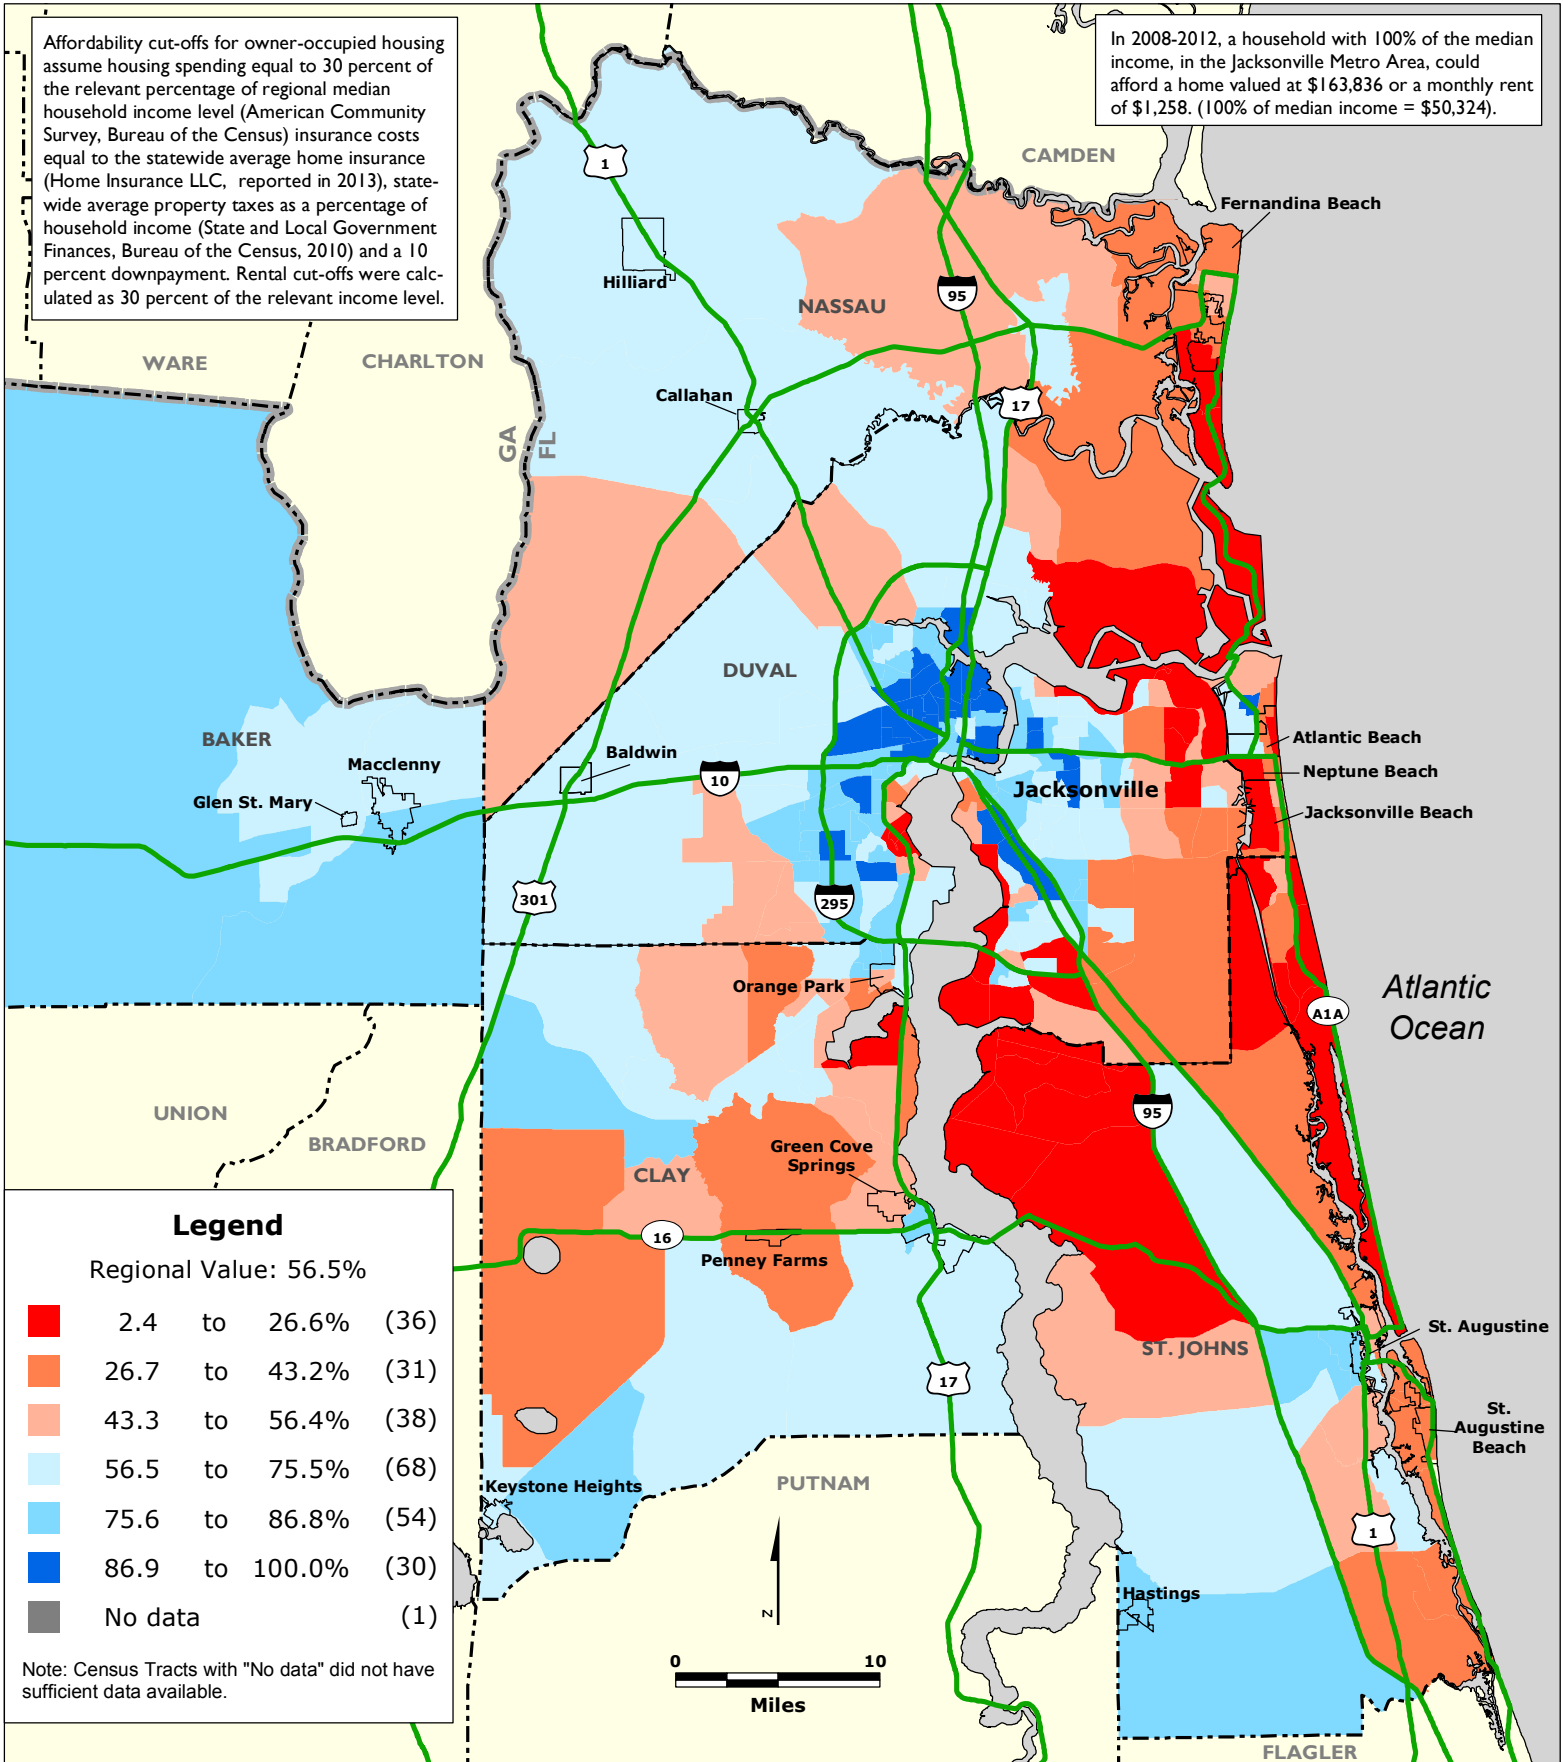 Affordability cut-offs for owner-occupied housing
assume housing spending equal to 30 percent of
the relevant percentage of regional median
household income level (American Community
Survey, Bureau of the Census) insurance costs
equal to the statewide average home insurance
(Home Insurance LLC, reported in 2013), state-
wide average property taxes as a percentage of
household income (State and Local Government
Finances, Bureau of the Census, 2010) and a 10
percent downpayment. Rental cut-offs were calc-
ulated as 30 percent of the relevant income level.
In 2008-2012, a household with 100% of the median
income, in the Jacksonville Metro Area, could
afford a home valued at $163,836 or a monthly rent
of $1,258. (100% of median income = $50,324).
CAMDEN
1
Fernandina Beach
Hilliard
95
NASSAU
WARE
CHARLTON
Callahan
17
GA
FL
DUVAL
BAKER
Atlantic Beach
Baldwin
Macclenny
Neptune Beach
10
Jacksonville
Glen St. Mary
Jacksonville Beach
301
295
Orange Park
Atlantic
Ocean
A1A
UNION
95
BRADFORD
Green Cove
Springs
CLAY
16
Penney Farms
St. Augustine
ST. JOHNS
17
St.
Augustine
Beach
PUTNAM
Keystone Heights
1
Hastings
N
0 10
Miles
FLAGLER
Legend
Regional Value: 56.5%
2.4 to 26.6% (36)
26.7 to 43.2% (31)
43.3 to 56.4% (38)
56.5 to 75.5% (68)
75.6 to 86.8% (54)
86.9 to 100.0% (30)
No data (1)
Note: Census Tracts with "No data" did not have
sufficient data available.